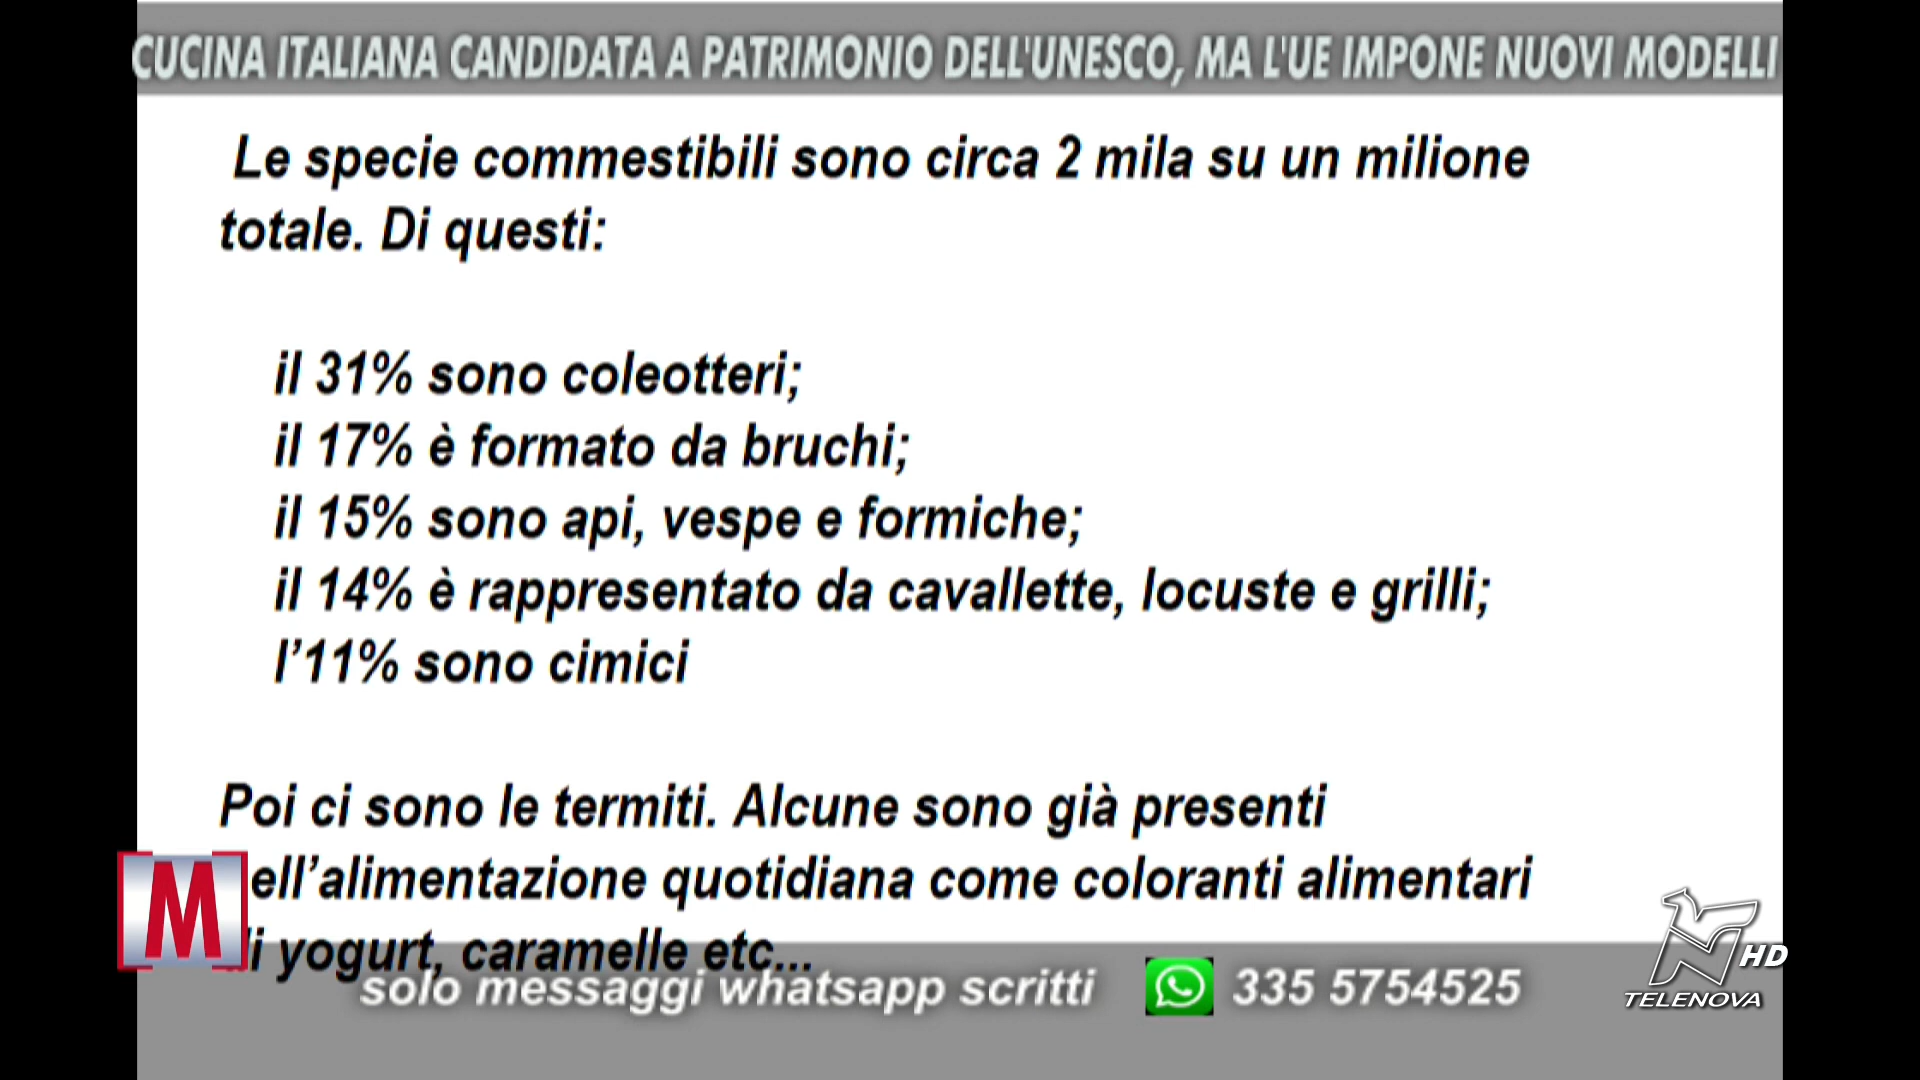 CUCINA ITALIANA CANDIDATA A PATRIMONIO DELL'UNESCO, MA L'UE IMPONE NUOVI MODELLI
Le specie commestibili sono circa 2 mila su un milione
totale. Di questi:
il 31% sono coleotteri;
il 17% è formato da bruchi;
il 15% sono api, vespe e formiche;
il 14% è rappresentato da cavallette, locuste e grilli;
l’11% sono cimici
Poi ci sono le termiti. Alcune sono già presenti
ell’alimentazione quotidiana come coloranti alimentari
di yogurt, caramelle etc...
M
solo messaggi whatsapp scritti 335 5754525
HD
TELENOVA